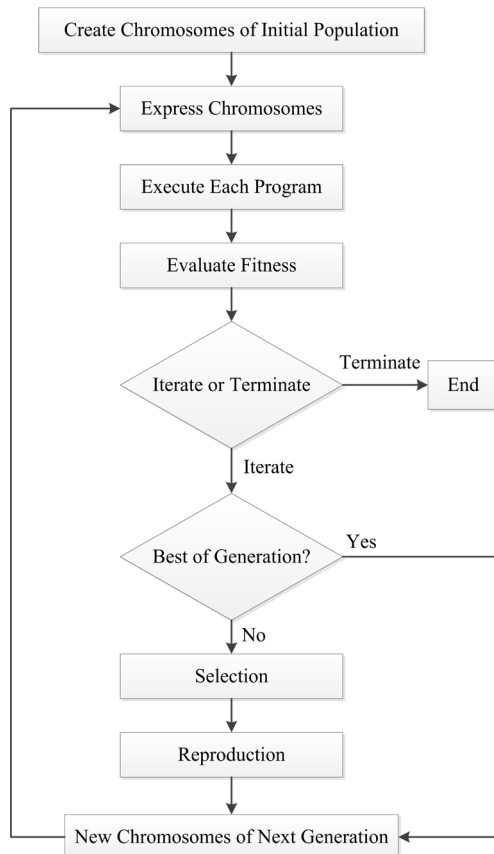 Create Chromosomes of Initial Population
Express Chromosomes
Execute Each Program
Evaluate Fitness
Iterate or Terminate
Terminate
End
Iterate
Best of Generation?
Yes
No
Selection
Reproduction
New Chromosomes of Next Generation